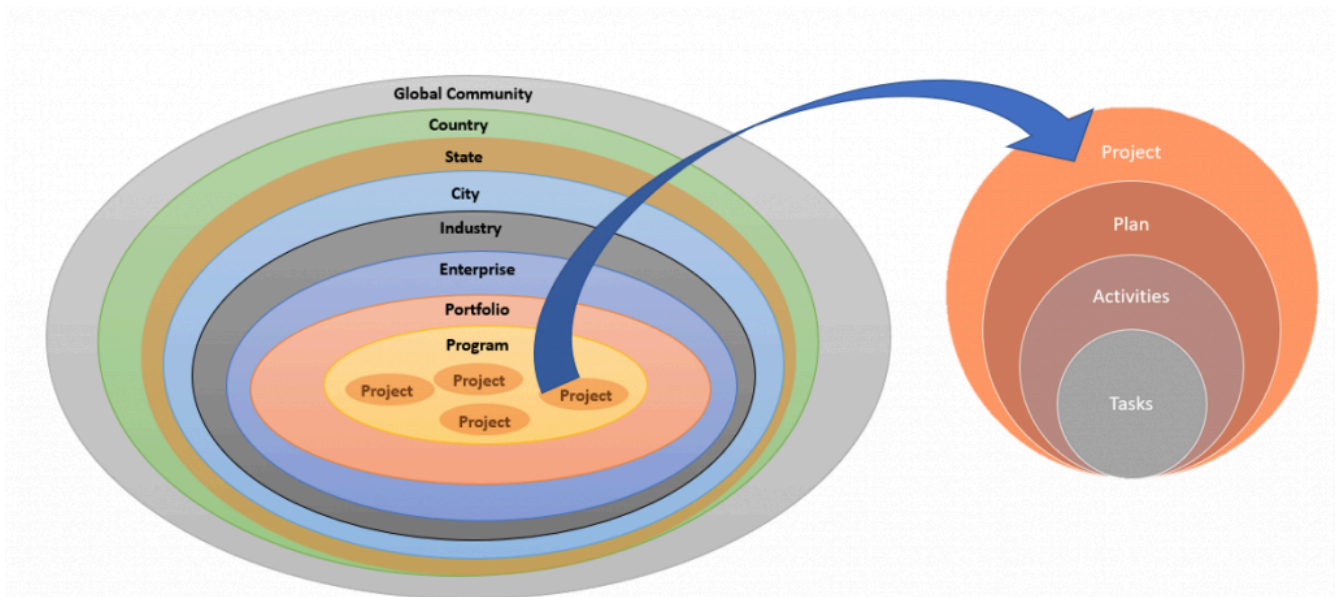 Global Community
Country
State
City
Industry
Enterprise
Portfolio
Program
Project
Project
Project
Project
Project
Plan
Activities
Tasks